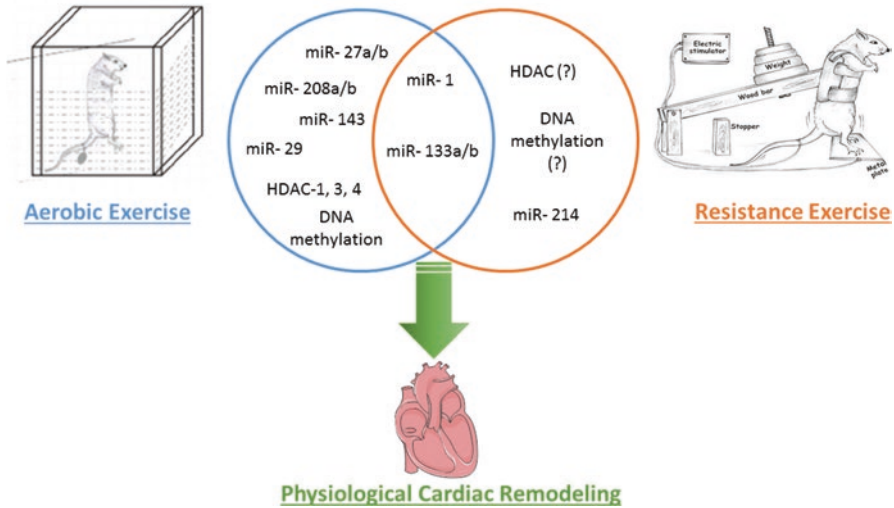 Aerobic Exercise
miR- 27a/b
miR- 208a/b
miR- 143
miR- 29
HDAC-1, 3, 4
DNA
methylation
miR- 1
miR- 133a/b
HDAC (?)
DNA
methylation
(?)
miR- 214
Electric
stimulator
Weight
Wood bar
Stopper
Metal
plate
Resistance Exercise
Physiological Cardiac Remodeling